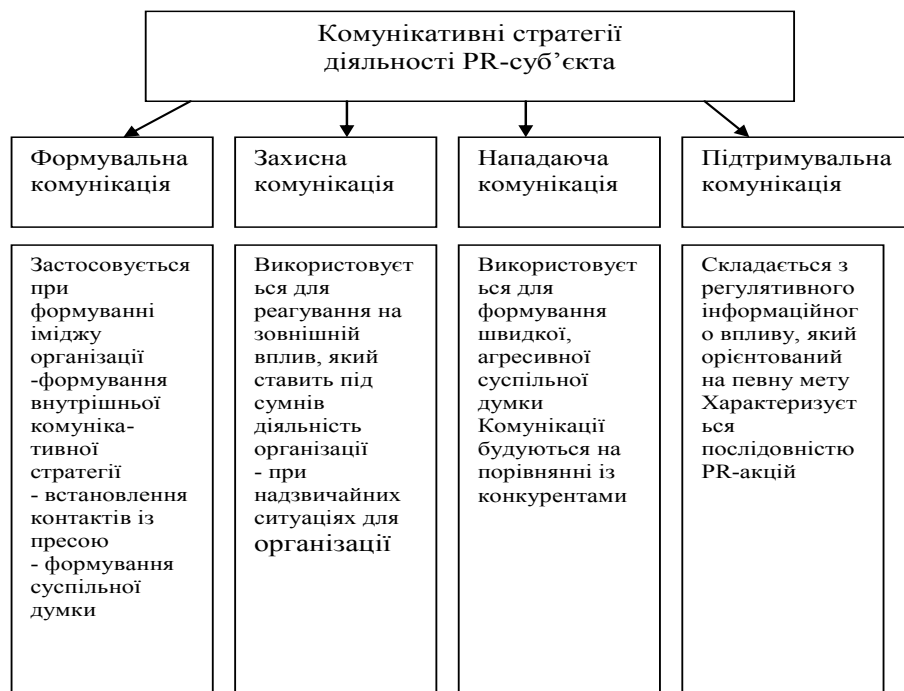 Комунікативні стратегії
діяльності PR-суб’єкта
Формувальна
комунікація
Захисна
комунікація
Нападаюча
комунікація
Підтримувальна
комунікація
Застосовується
при
формуванні
іміджу
організації
-формування
внутрішньої
комуніка-
тивної
стратегії
- встановлення
контактів із
пресою
- формування
суспільної
думки
Використовуєт
ься для
реагування на
зовнішній
вплив, який
ставить під
сумнів
діяльність
організації
- при
надзвичайних
ситуаціях для
організації
Використовуєт
ься для
формування
швидкої,
агресивної
суспільної
думки
Комунікації
будуються на
порівнянні із
конкурентами
Складається з
регулятивного
інформаційног
о впливу, який
орієнтований
на певну мету
Характеризуєт
ься
послідовністю
PR-акцій